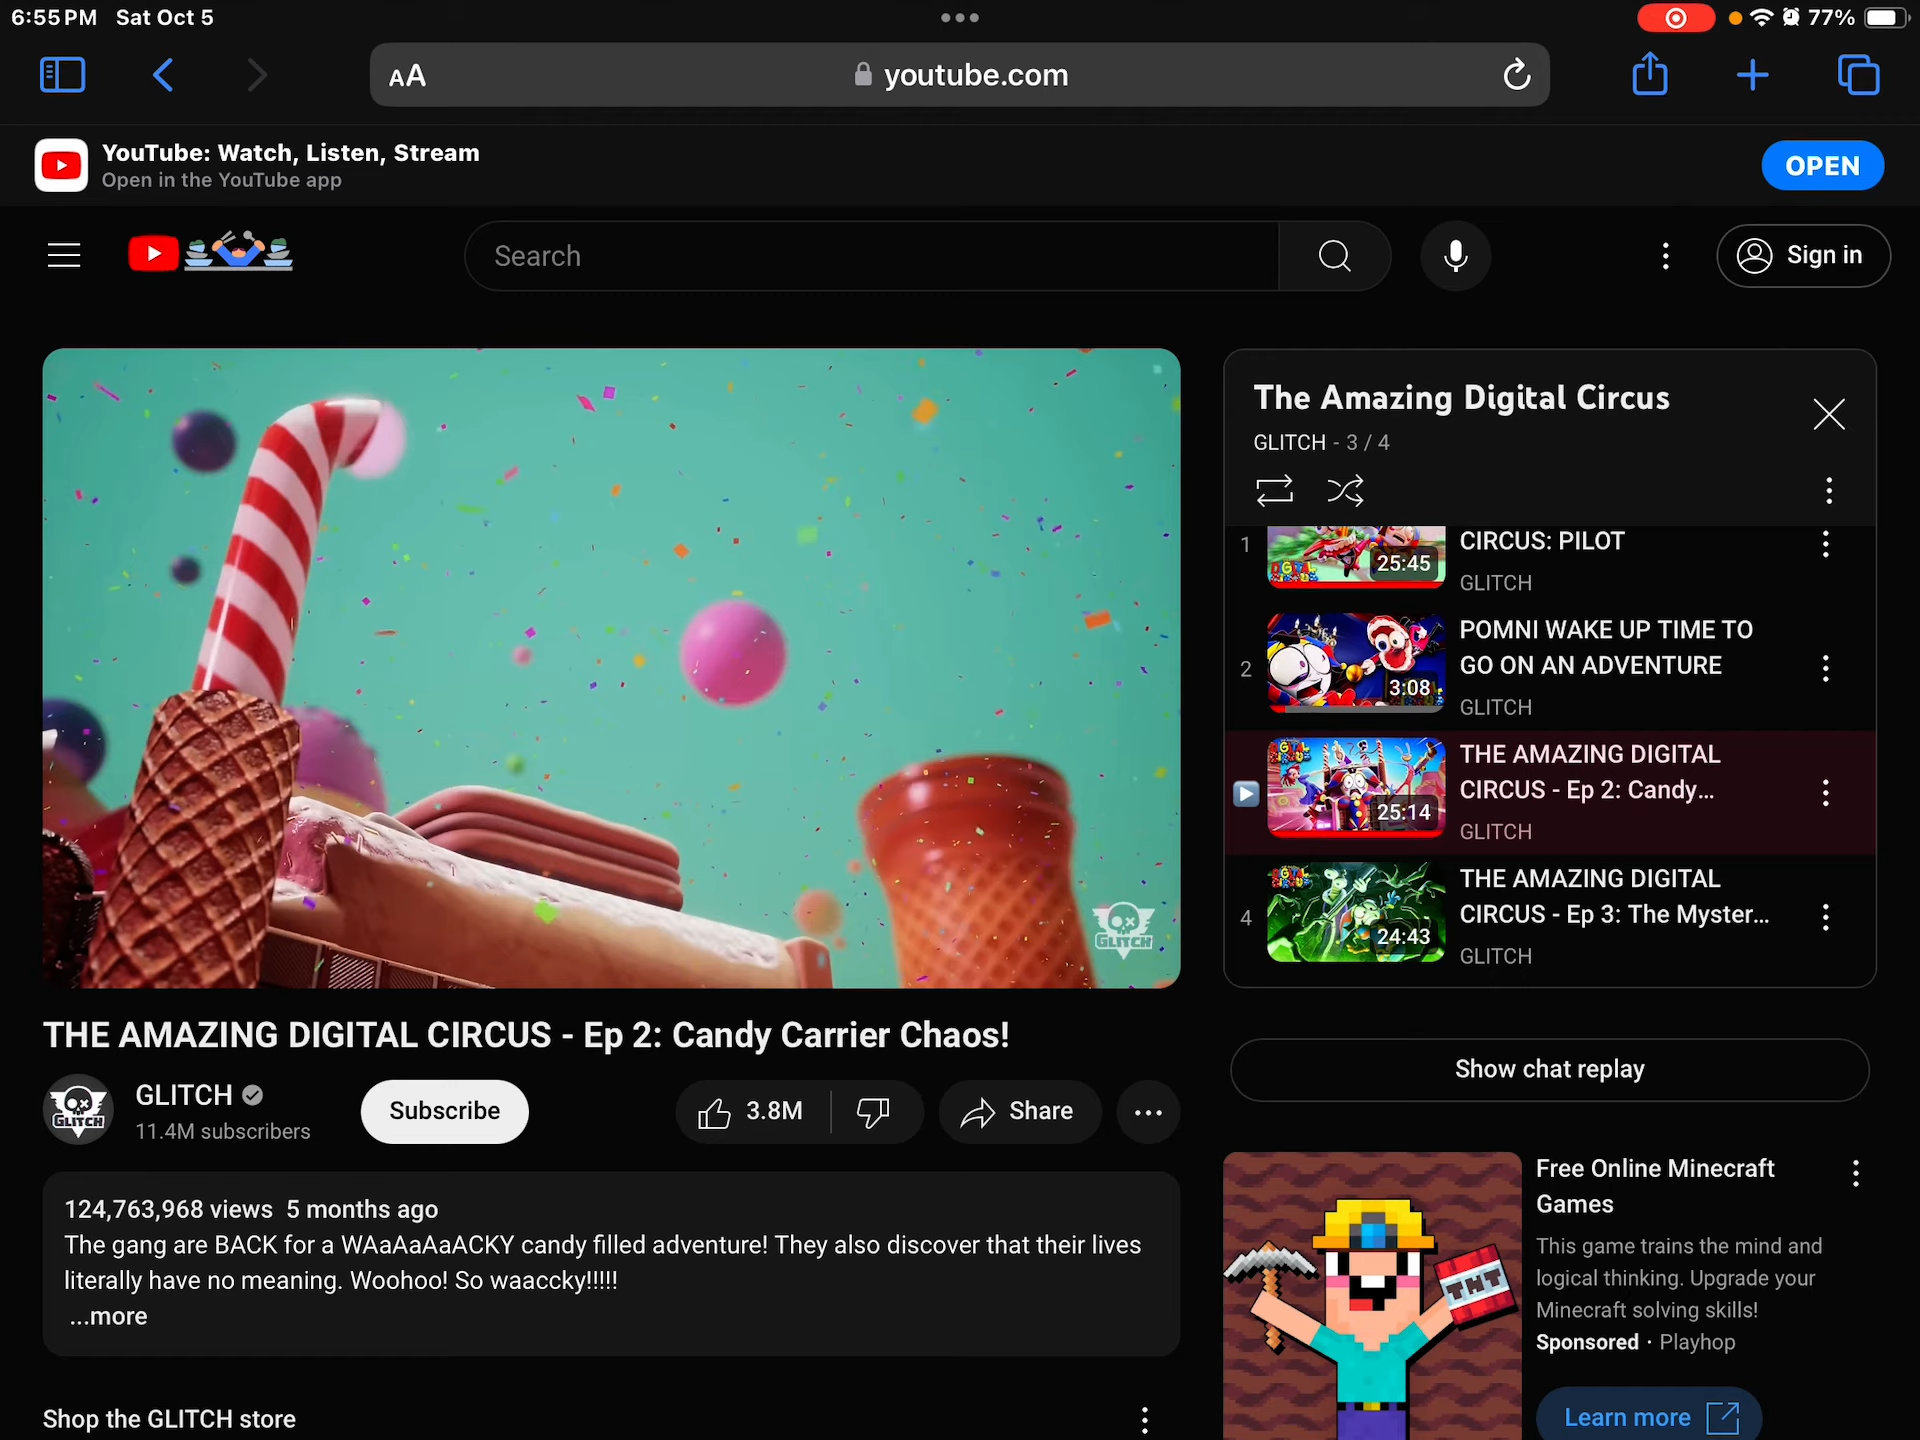 6:55 PM Sat Oct 5
77%
AA
youtube.com
YouTube: Watch, Listen, Stream
Open in the YouTube app
OPEN
Search
Sign in
GLITCH
The Amazing Digital Circus
GLITCH - 3 / 4
1
25:45
CIRCUS: PILOT
GLITCH
2
3:08
POMNI WAKE UP TIME TO
GO ON AN ADVENTURE
GLITCH
25:14
THE AMAZING DIGITAL
CIRCUS - Ep 2: Candy...
GLITCH
4
24:43
THE AMAZING DIGITAL
CIRCUS - Ep 3: The Myster...
GLITCH
THE AMAZING DIGITAL CIRCUS - Ep 2: Candy Carrier Chaos!
GLITCH
GLITCH
11.4M subscribers
Subscribe
3.8M
Share
124,763,968 views 5 months ago
The gang are BACK for a WAaAaAaACKY candy filled adventure! They also discover that their lives
literally have no meaning. Woohoo! So waaccky!!!!!
...more
Shop the GLITCH store
Show chat replay
TNT
Free Online Minecraft
Games
This game trains the mind and
logical thinking. Upgrade your
Minecraft solving skills!
Sponsored · Playhop
Learn more